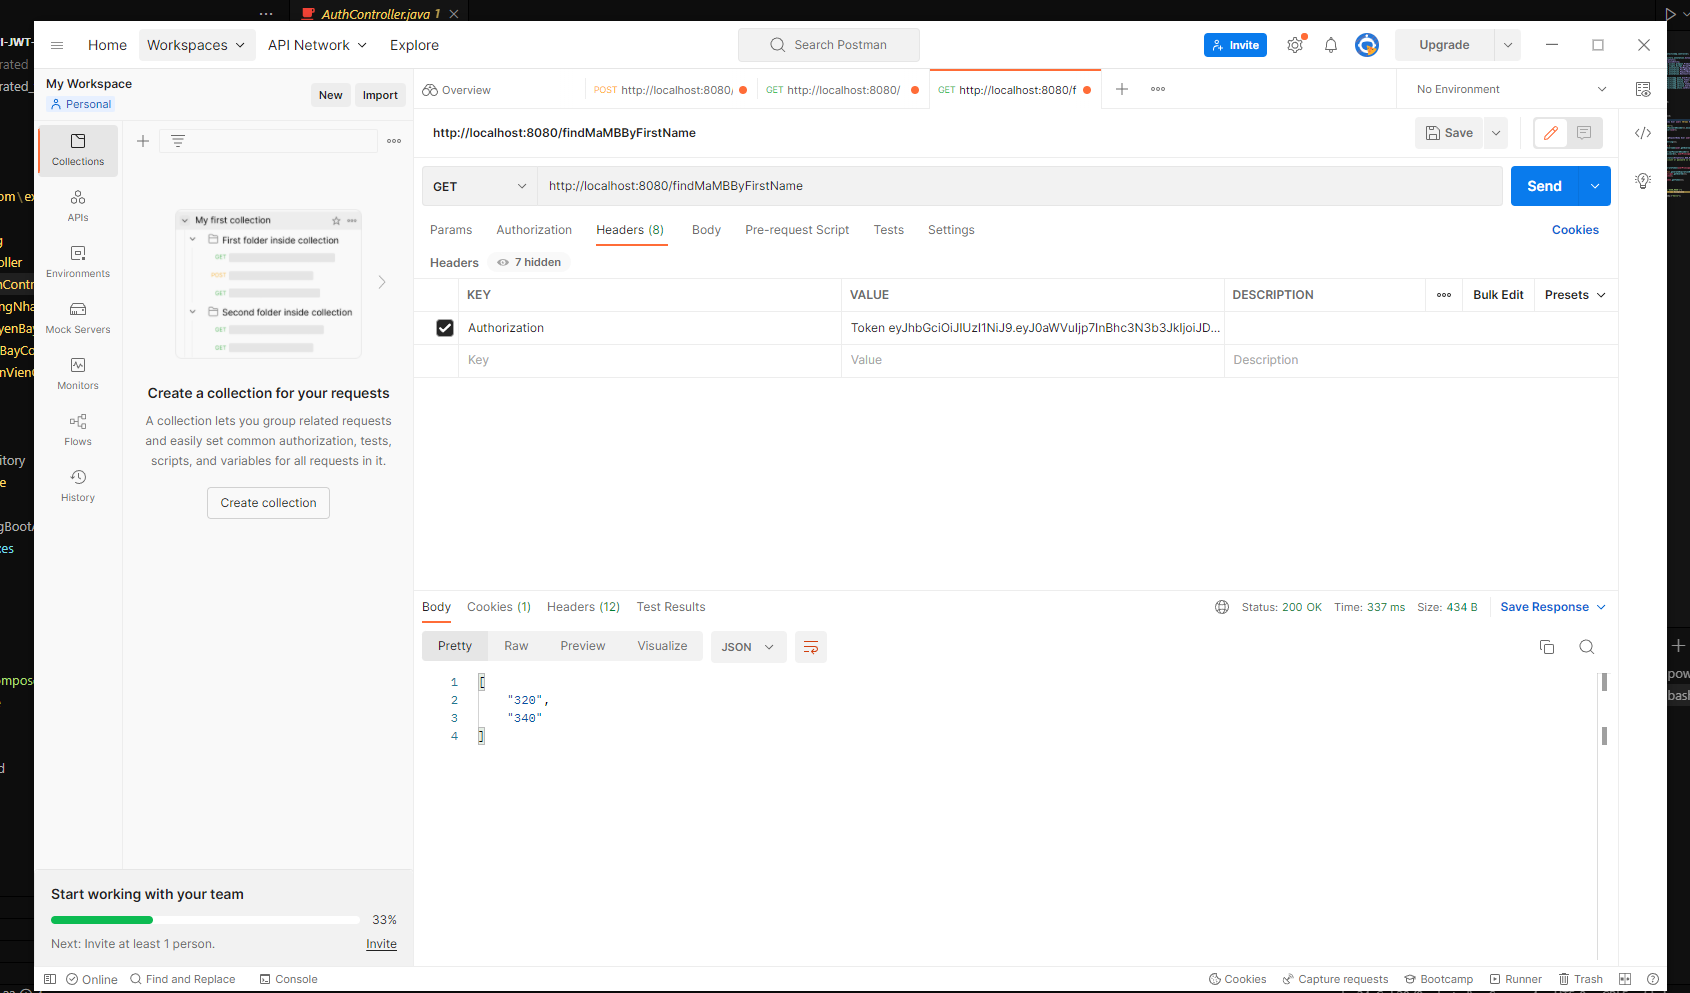 AuthController.java 1
I-JWT-
Home
Workspaces
API Network
Explore
Search Postman
Invite
Upgrade
My Workspace
Personal
New
Import
Overview
POST http://localhost:8080/
GET http://localhost:8080/
GET http://localhost:8080/f
No Environment
http://localhost:8080/findMaMBByFirstName
Save
GET
http://localhost:8080/findMaMBByFirstName
Send
Params
Authorization
Headers (8)
Body
Pre-request Script
Tests
Settings
Cookies
Headers
7 hidden
KEY
VALUE
DESCRIPTION
Bulk Edit
Presets
Authorization
Token eyJhbGciOiJIUzI1NiJ9.eyJ0aWVuIjp7InBhc3N3b3JkIjoiJD...
Key
Value
Description
Collections
APIs
Environments
Mock Servers
Monitors
Flows
History
My first collection
First folder inside collection
GET
POST
GET
Second folder inside collection
GET
GET
Create a collection for your requests
A collection lets you group related requests
and easily set common authorization, tests,
scripts, and variables for all requests in it.
Create collection
Body
Cookies (1)
Headers (12)
Test Results
Status: 200 OK
Time: 337 ms
Size: 434 B
Save Response
Pretty
Raw
Preview
Visualize
JSON
1 [
2 "320",
3 "340"
4 ]
Start working with your team
33%
Next: Invite at least 1 person.
Invite
Online
Find and Replace
Console
Cookies
Capture requests
Bootcamp
Runner
Trash